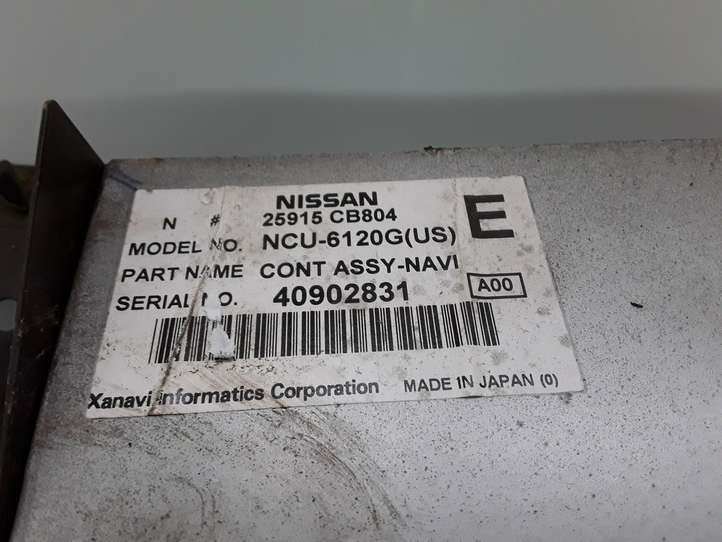 NISSAN
N # 25915 CB804 E
MODEL NO. NCU-6120G(US)
PART NAME CONT ASSY-NAVI
SERIAL NO. 40902831 A00
Xanavi Informatics Corporation MADE IN JAPAN (0)